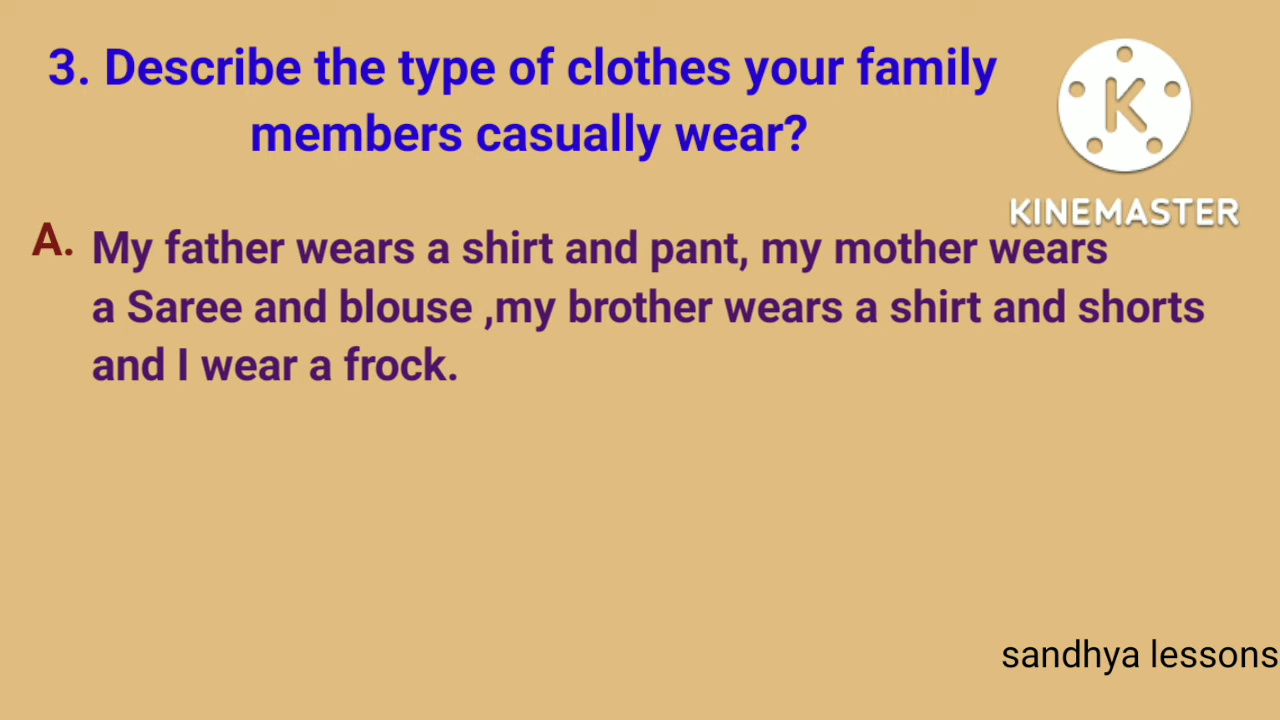 3. Describe the type of clothes your family
members casually wear?
K
KINEMASTER
A. My father wears a shirt and pant, my mother wears
a Saree and blouse ,my brother wears a shirt and shorts
and I wear a frock.
sandhya lessons